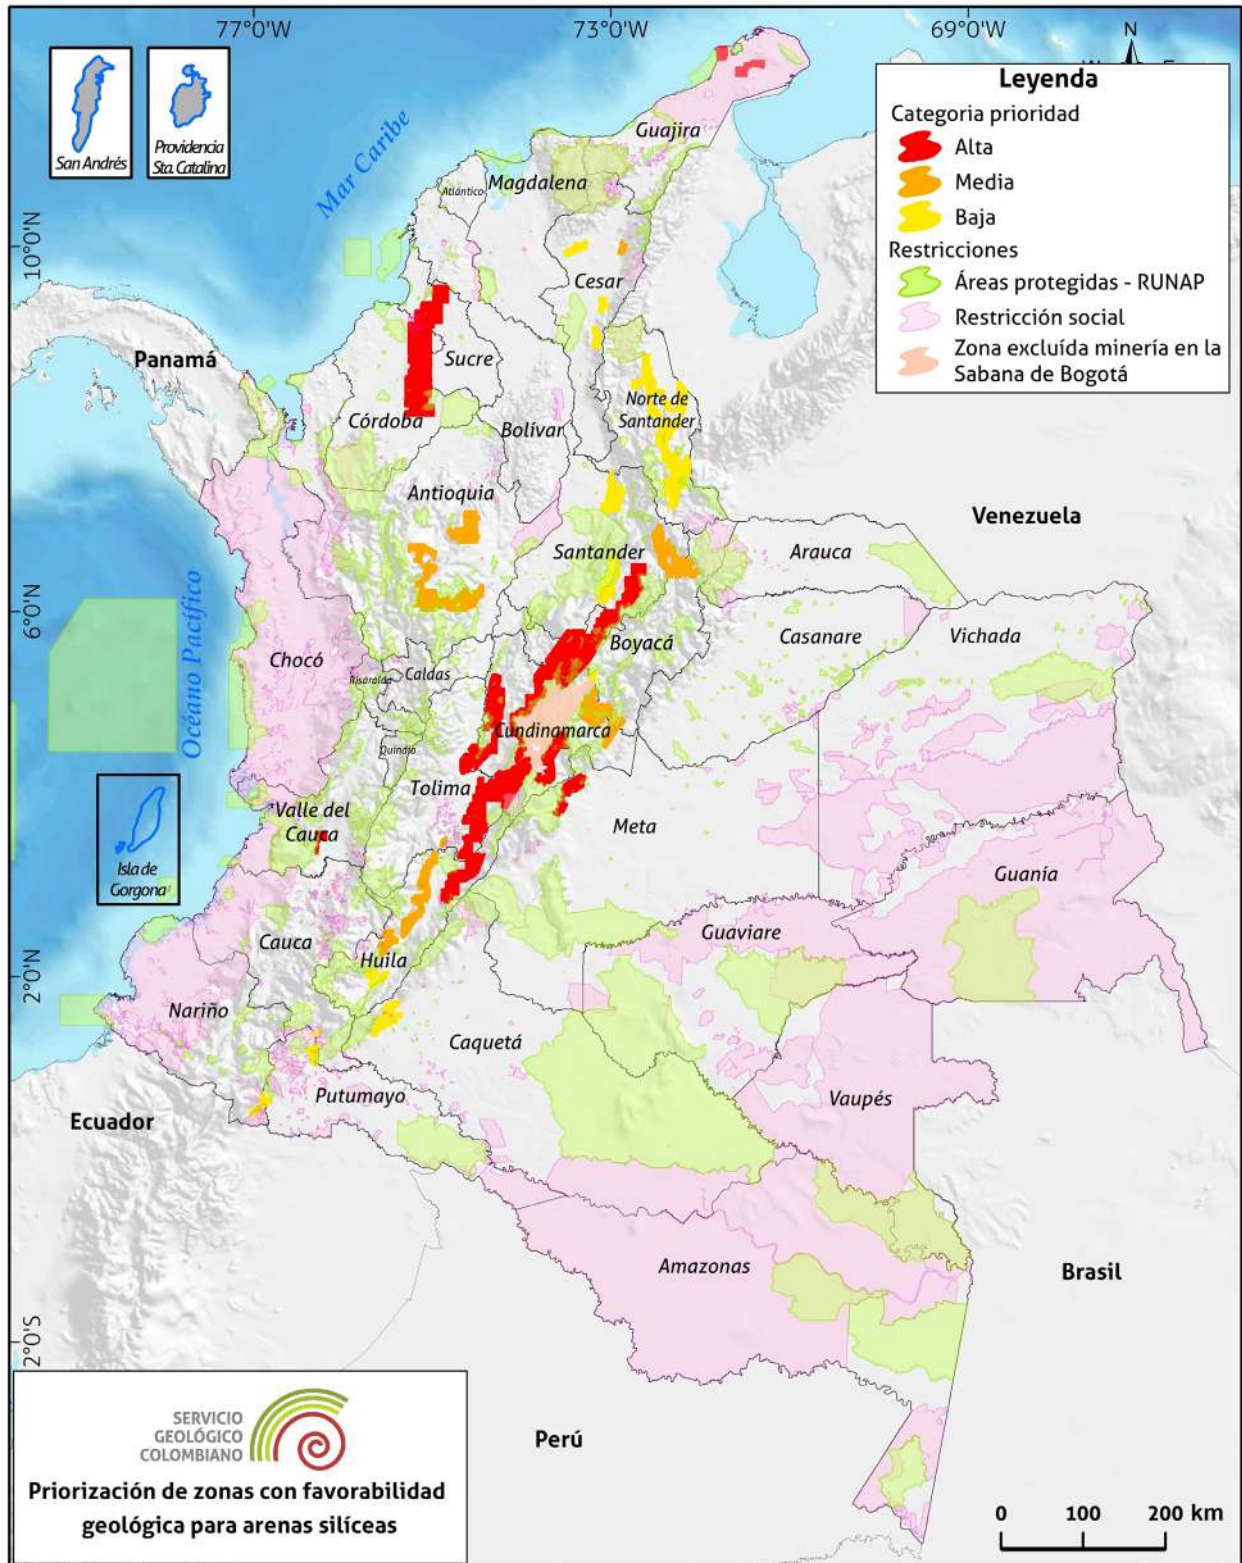 77°0'W
73°0'W
69°0'W
N
San Andrés
Providencia
Sta. Catalina
Mar Caribe
Leyenda
Categoria prioridad
Alta
Media
Baja
Restricciones
Áreas protegidas - RUNAP
Restricción social
Zona excluída minería en la
Sabana de Bogotá
10°0'N
6°0'N
2°0'N
2°0'S
Guajira
Atlántico
Magdalena
Cesar
Panamá
Sucre
Córdoba
Bolívar
Norte de
Santander
Antioquia
Venezuela
Santander
Arauca
Océano Pacífico
Chocó
Boyacá
Casanare
Vichada
Risaralda
Caldas
Cundinamarca
Quindio
Tolima
Valle del
Cauca
Meta
Isla de
Gorgona
Guanía
Cauca
Huila
Guaviare
Nariño
Caquetá
Putumayo
Vaupés
Ecuador
Amazonas
Brasil
Perú
SERVICIO
GEOLÓGICO
COLOMBIANO
Priorización de zonas con favorabilidad
geológica para arenas silíceas
0 100 200 km